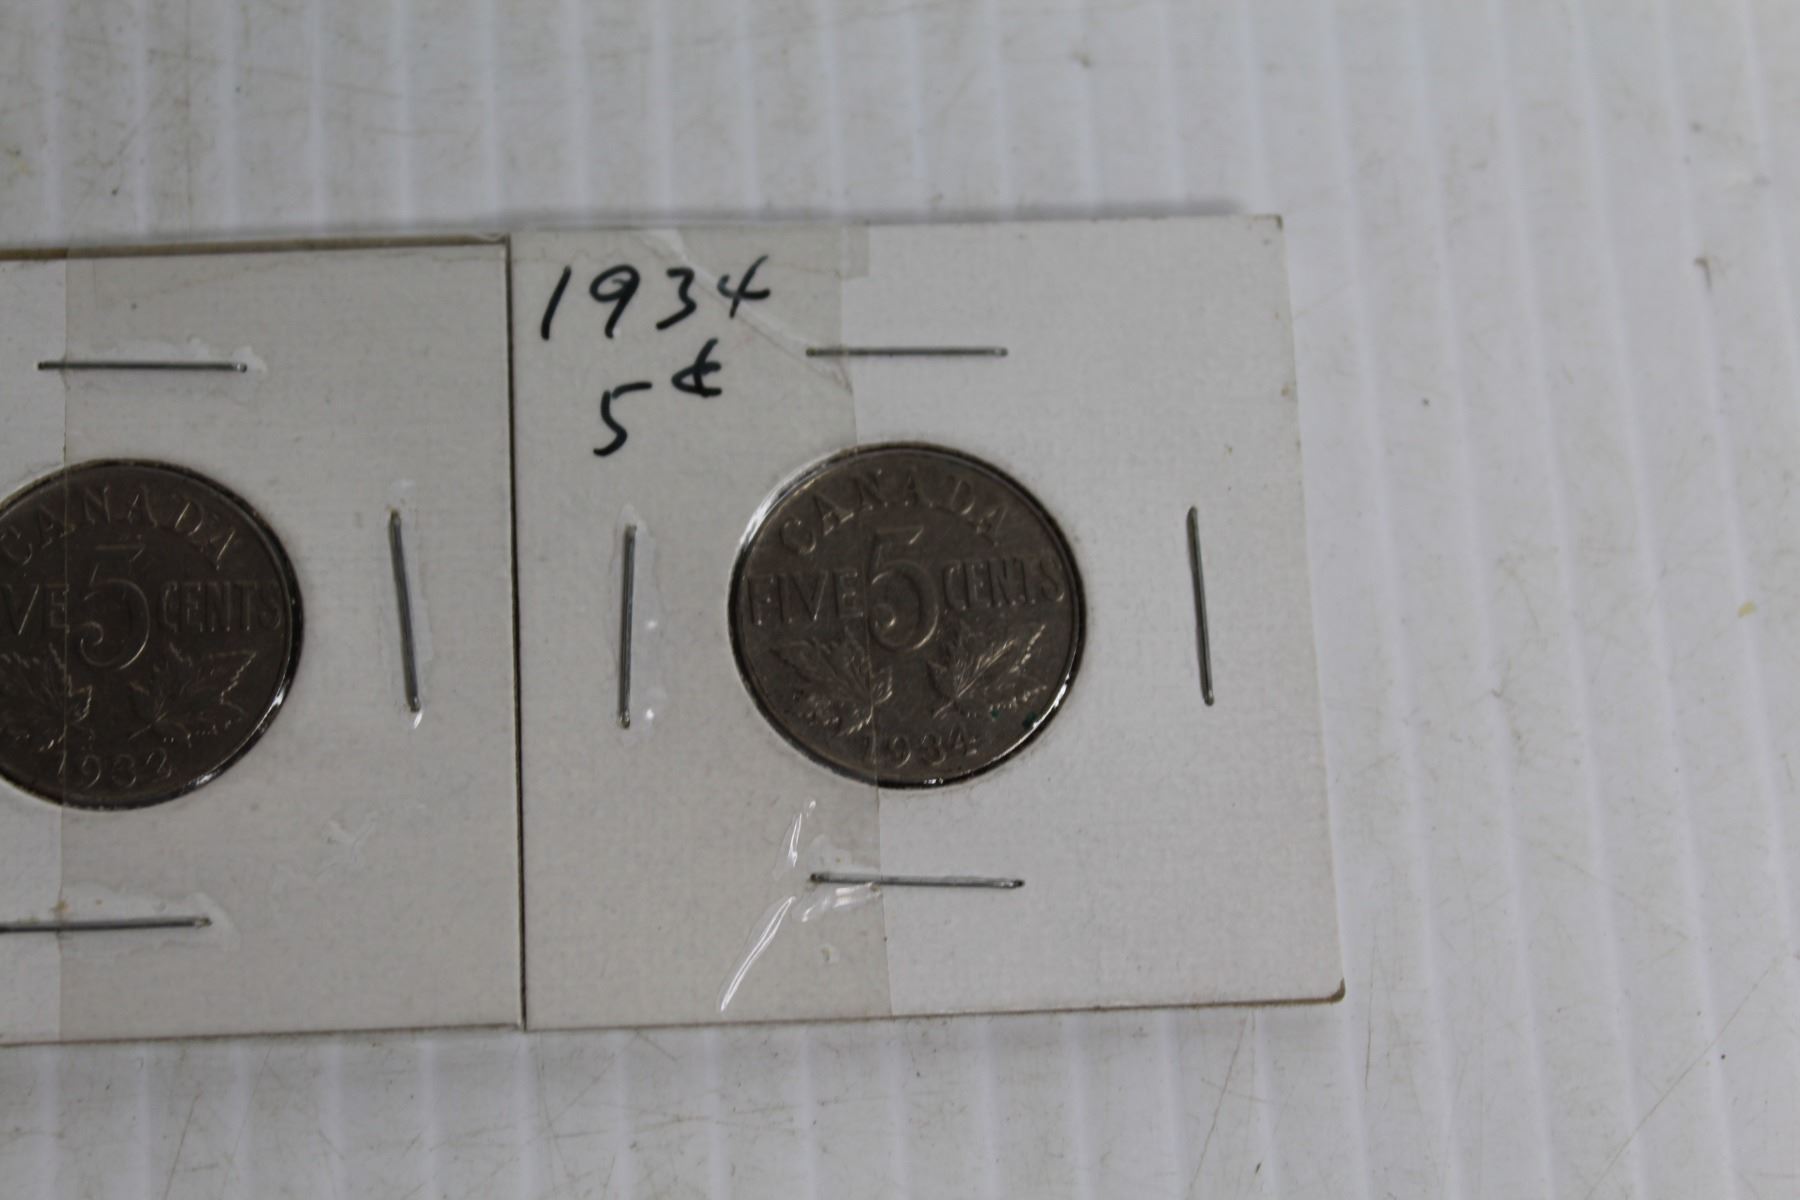 1934
5¢
CANADA
VE 5 CENTS
1932
CANADA
FIVE 5 CENTS
1934